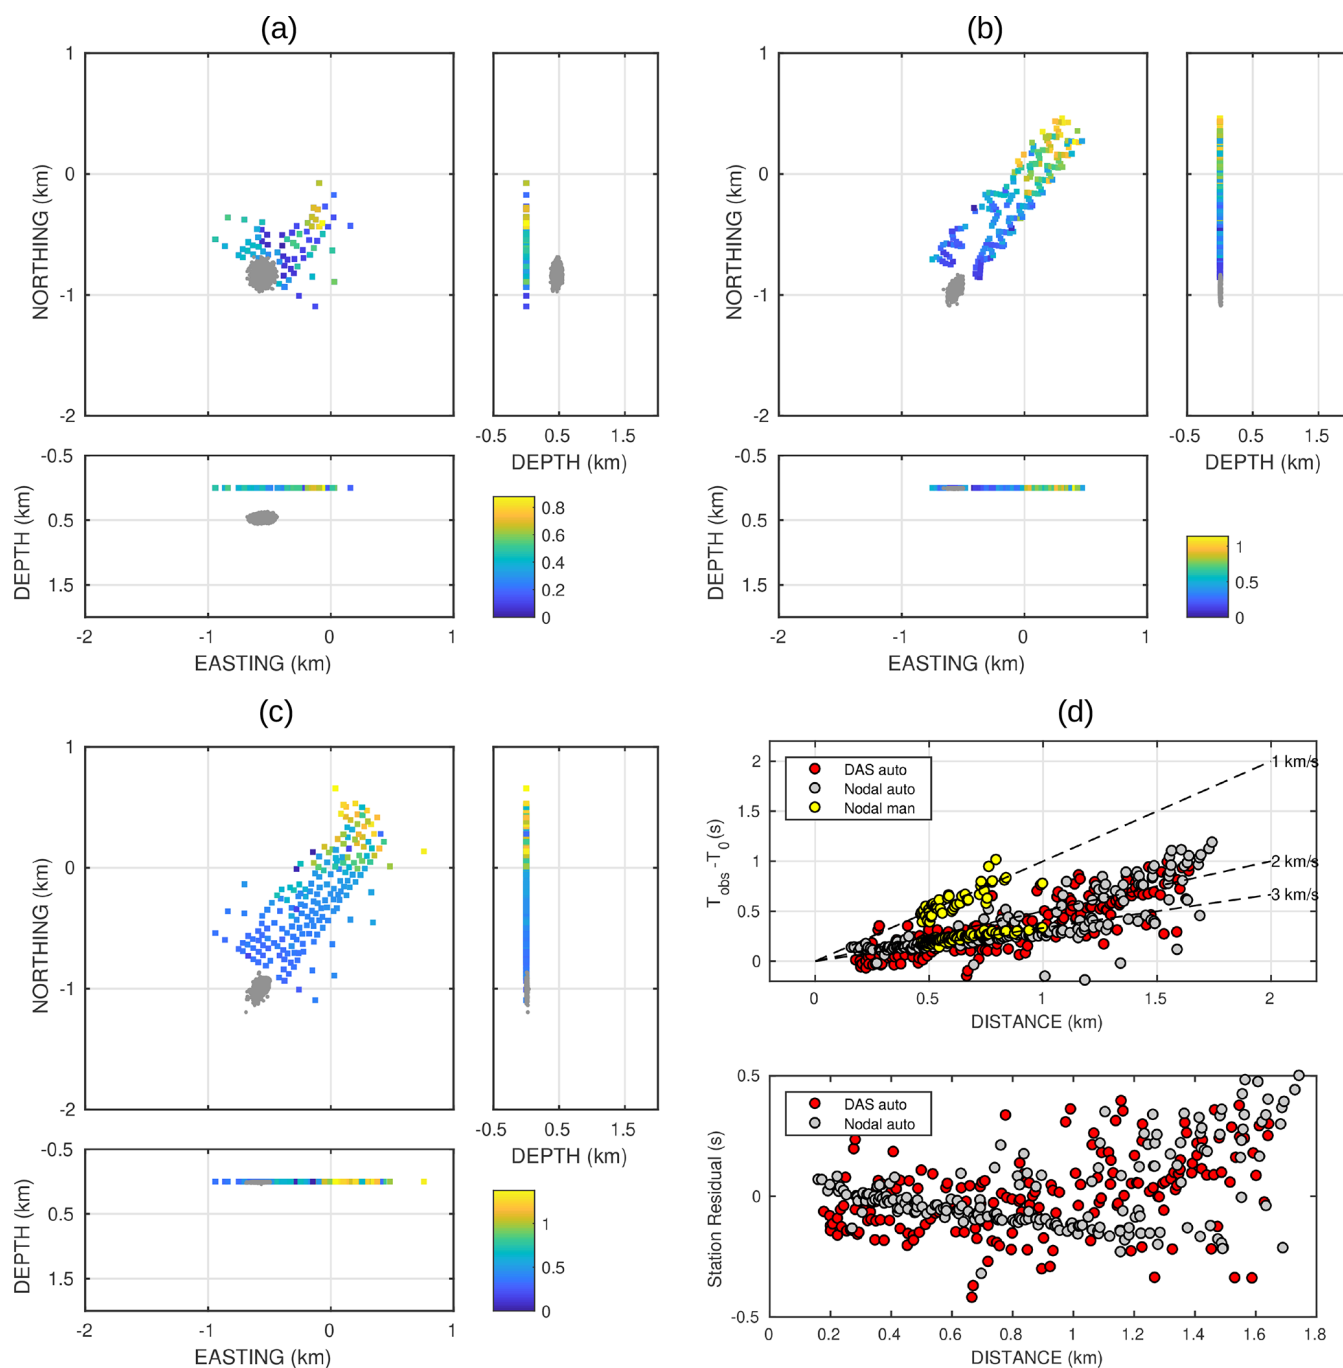 (a)
1
0
-1
-2
NORTHING (km)
-0.5 0.5 1.5
DEPTH (km)
-0.5
0.5
1.5
DEPTH (km)
-2 -1 0 1
EASTING (km)
0.8
0.6
0.4
0.2
0
(b)
1
0
-1
-2
NORTHING (km)
-0.5 0.5 1.5
DEPTH (km)
-0.5
0.5
1.5
DEPTH (km)
-2 -1 0 1
EASTING (km)
1
0.5
0
(c)
1
0
-1
-2
NORTHING (km)
-0.5 0.5 1.5
DEPTH (km)
-0.5
0.5
1.5
DEPTH (km)
-2 -1 0 1
EASTING (km)
1
0.5
0
(d)
DAS auto
Nodal auto
Nodal man
1 km/s
2 km/s
3 km/s
2
1.5
1
0.5
0
T_obs - T_0 (s)
0 0.5 1 1.5 2
DISTANCE (km)
DAS auto
Nodal auto
0.5
0
-0.5
Station Residual (s)
0 0.2 0.4 0.6 0.8 1 1.2 1.4 1.6 1.8
DISTANCE (km)